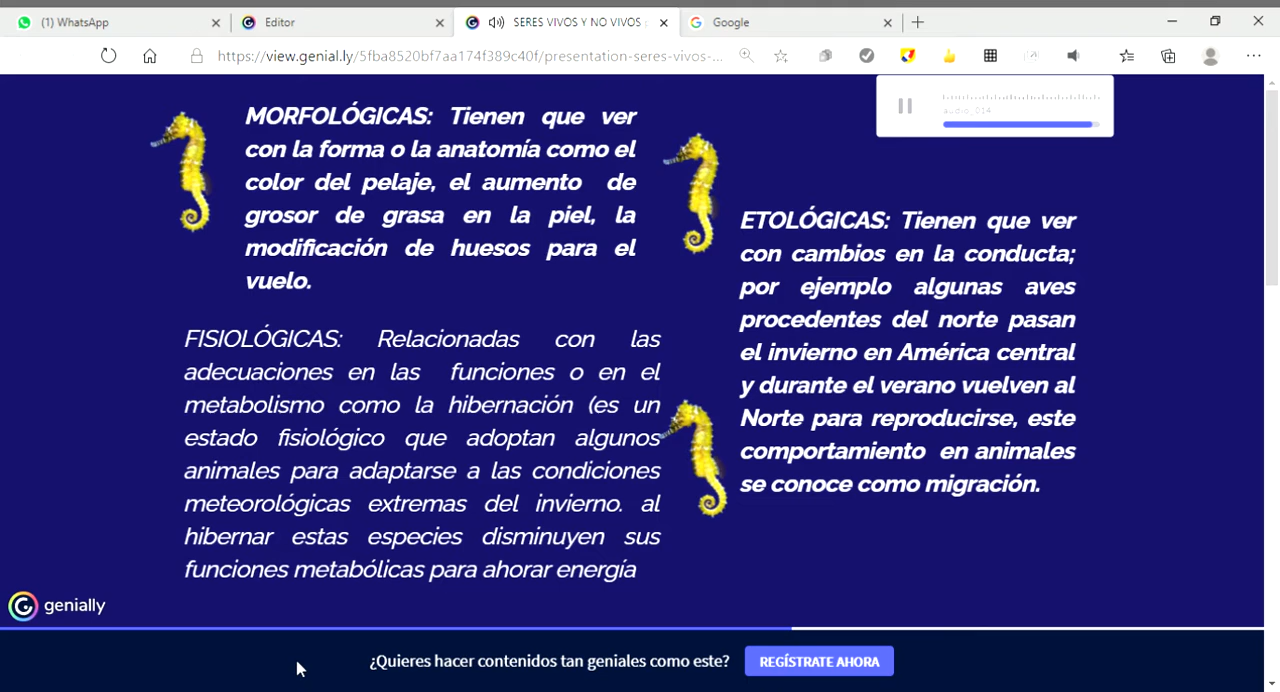 (1) WhatsApp
Editor
SERES VIVOS Y NO VIVOS
Google
https://view.genial.ly/5fba8520bf7aa174f389c40f/presentation-seres-vivos-...
audio_014
MORFOLÓGICAS: Tienen que ver
con la forma o la anatomía como el
color del pelaje, el aumento de
grosor de grasa en la piel, la
modificación de huesos para el
vuelo.
FISIOLÓGICAS: Relacionadas con las
adecuaciones en las funciones o en el
metabolismo como la hibernación (es un
estado fisiológico que adoptan algunos
animales para adaptarse a las condiciones
meteorológicas extremas del invierno. al
hibernar estas especies disminuyen sus
funciones metabólicas para ahorar energía
ETOLÓGICAS: Tienen que ver
con cambios en la conducta;
por ejemplo algunas aves
procedentes del norte pasan
el invierno en América central
y durante el verano vuelven al
Norte para reproducirse, este
comportamiento en animales
se conoce como migración.
genially
¿Quieres hacer contenidos tan geniales como este?
REGÍSTRATE AHORA